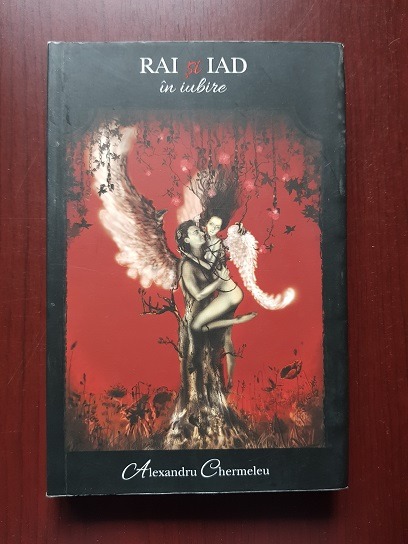 RAI și IAD
în iubire
Alexandru Chermeleu